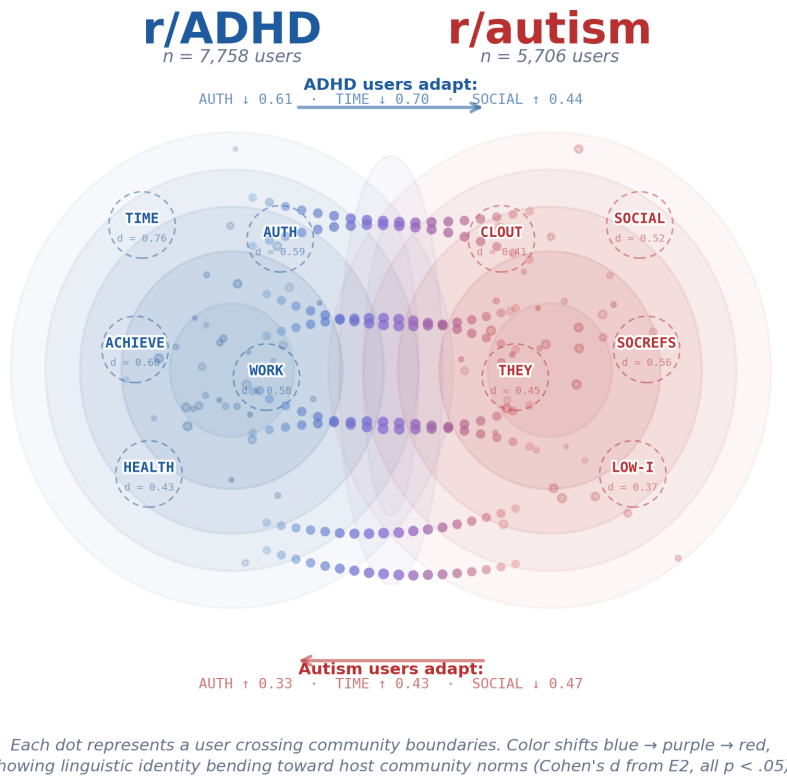 r/ADHD r/autism
n = 7,758 users n = 5,706 users
ADHD users adapt:
AUTH ↓ 0.61 · TIME ↓ 0.70 · SOCIAL ↑ 0.44
TIME
d = 0.76
AUTH
d = 0.59
CLOUT
d = 0.41
SOCIAL
d = 0.52
ACHIEVE
d = 0.60
WORK
d = 0.58
THEY
d = 0.45
SOCREFS
d = 0.56
HEALTH
d = 0.43
LOW-I
d = 0.37
Autism users adapt:
AUTH ↑ 0.33 · TIME ↑ 0.43 · SOCIAL ↓ 0.47
Each dot represents a user crossing community boundaries. Color shifts blue → purple → red,
howing linguistic identity bending toward host community norms (Cohen's d from E2, all p < .05)